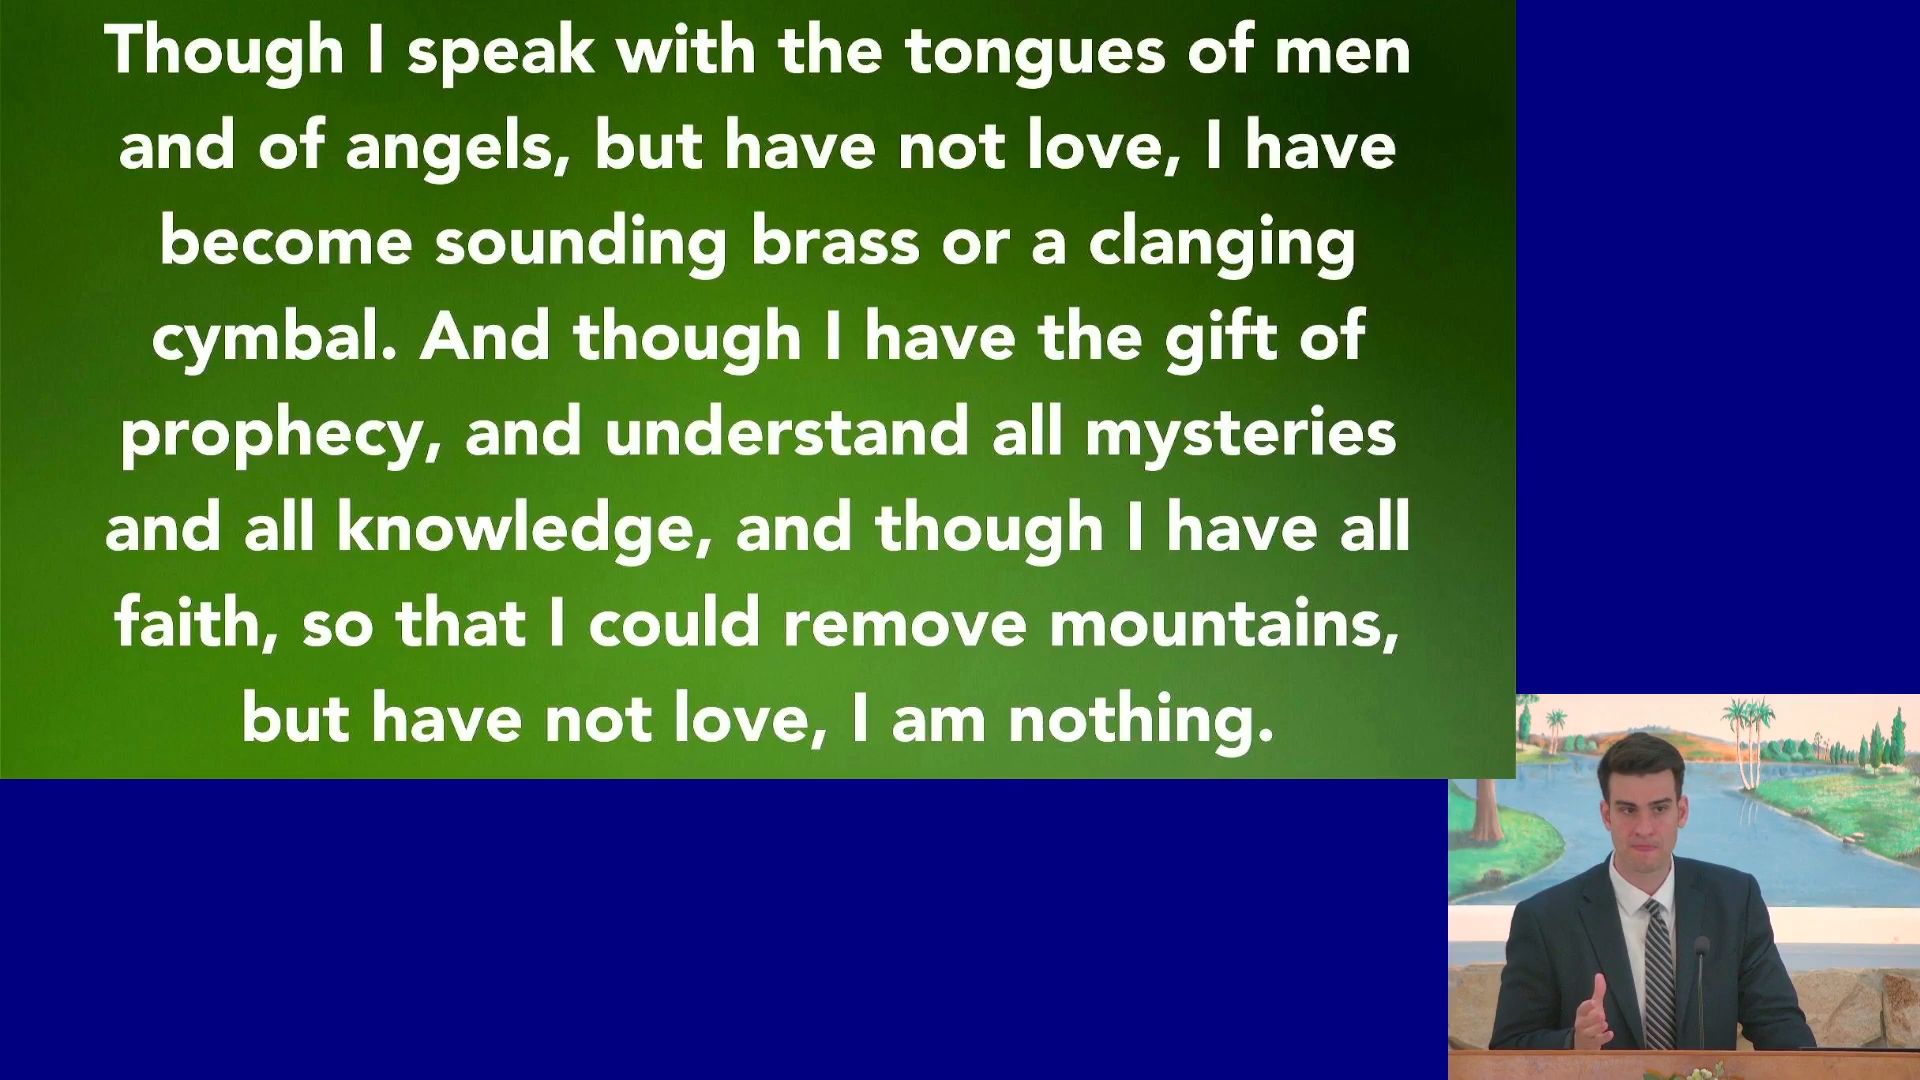 Though I speak with the tongues of men
and of angels, but have not love, I have
become sounding brass or a clanging
cymbal. And though I have the gift of
prophecy, and understand all mysteries
and all knowledge, and though I have all
faith, so that I could remove mountains,
but have not love, I am nothing.